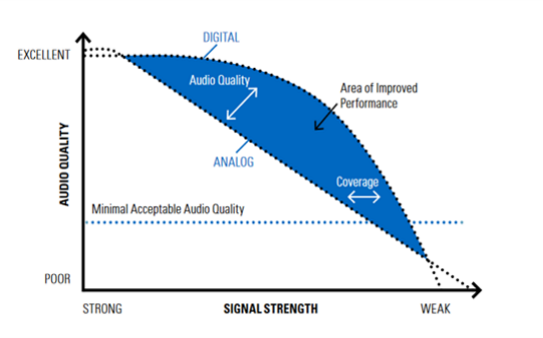 DIGITAL
EXCELLENT
Audio Quality
Area of Improved
Performance
ANALOG
AUDIO QUALITY
Coverage
Minimal Acceptable Audio Quality
POOR
STRONG
SIGNAL STRENGTH
WEAK